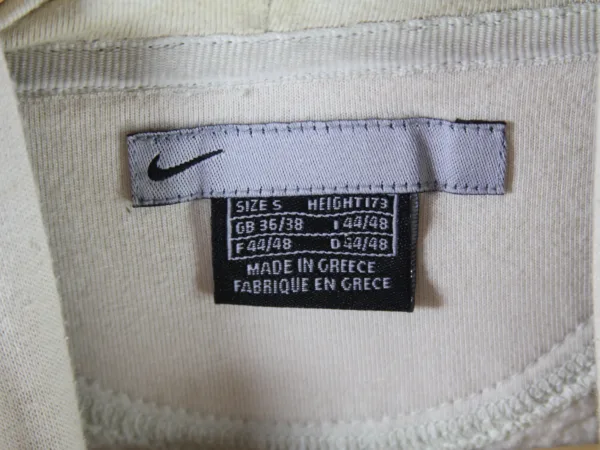 SIZE S HEIGHT 173
GB 36/38 I 44/48
F 44/48 D 44/48
MADE IN GREECE
FABRIQUE EN GRECE